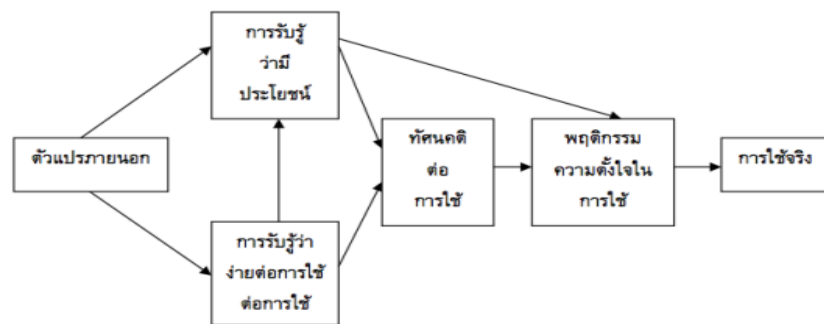 การรับรู้
ว่ามี
ประโยชน์
ตัวแปรภายนอก
ทัศนคติ
ต่อ
การใช้
พฤติกรรม
ความตั้งใจใน
การใช้
การใช้จริง
การรับรู้ว่า
ง่ายต่อการใช้
ต่อการใช้